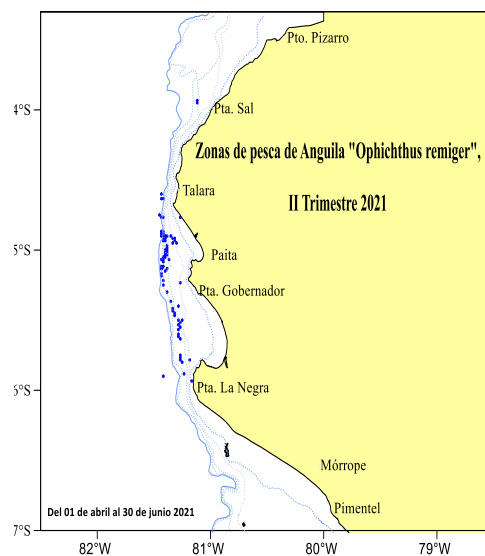 Pto. Pizarro
4°S
Pta. Sal
Zonas de pesca de Anguila "Ophichthus remiger",
II Trimestre 2021
Talara
5°S
Paita
Pta. Gobernador
6°S
Pta. La Negra
Mórrope
Pimentel
Del 01 de abril al 30 de junio 2021
7°S
82°W
81°W
80°W
79°W